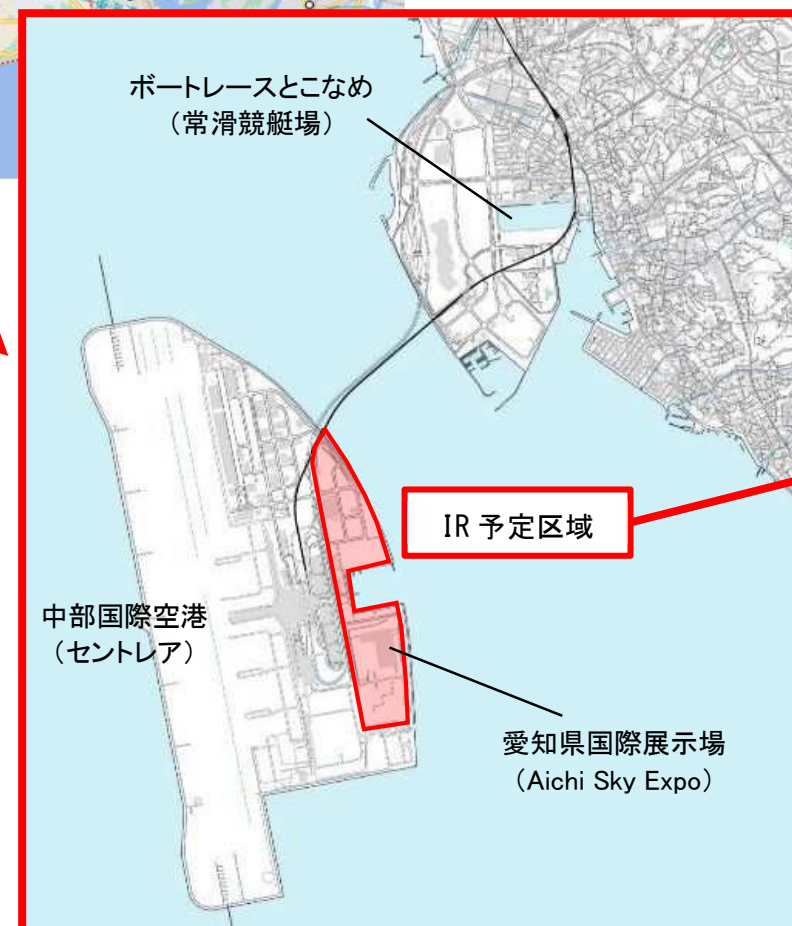 ボートレースとこなめ
（常滑競艇場）
IR 予定区域
中部国際空港
（セントレア）
愛知県国際展示場
（Aichi Sky Expo）